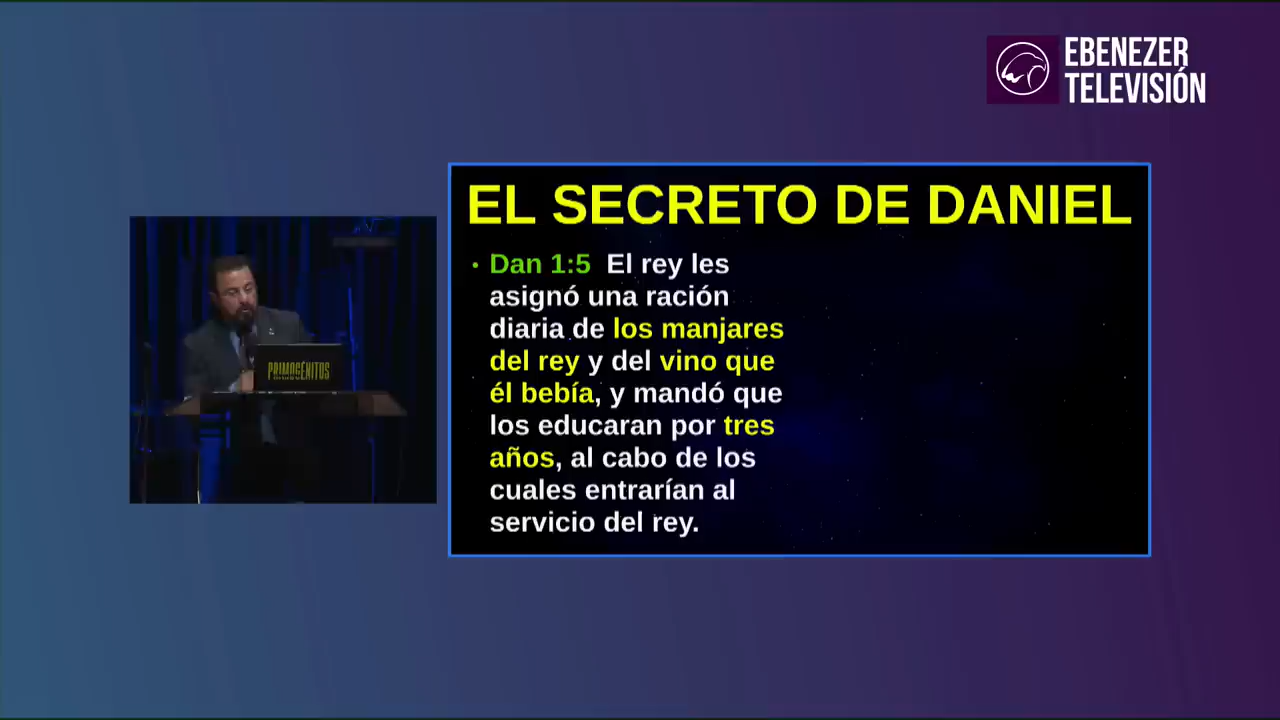 EBENEZER
TELEVISIÓN
EL SECRETO DE DANIEL
• Dan 1:5 El rey les
asignó una ración
diaria de los manjares
del rey y del vino que
él bebía, y mandó que
los educaran por tres
años, al cabo de los
cuales entrarían al
servicio del rey.
PRIMOGÉNITOS